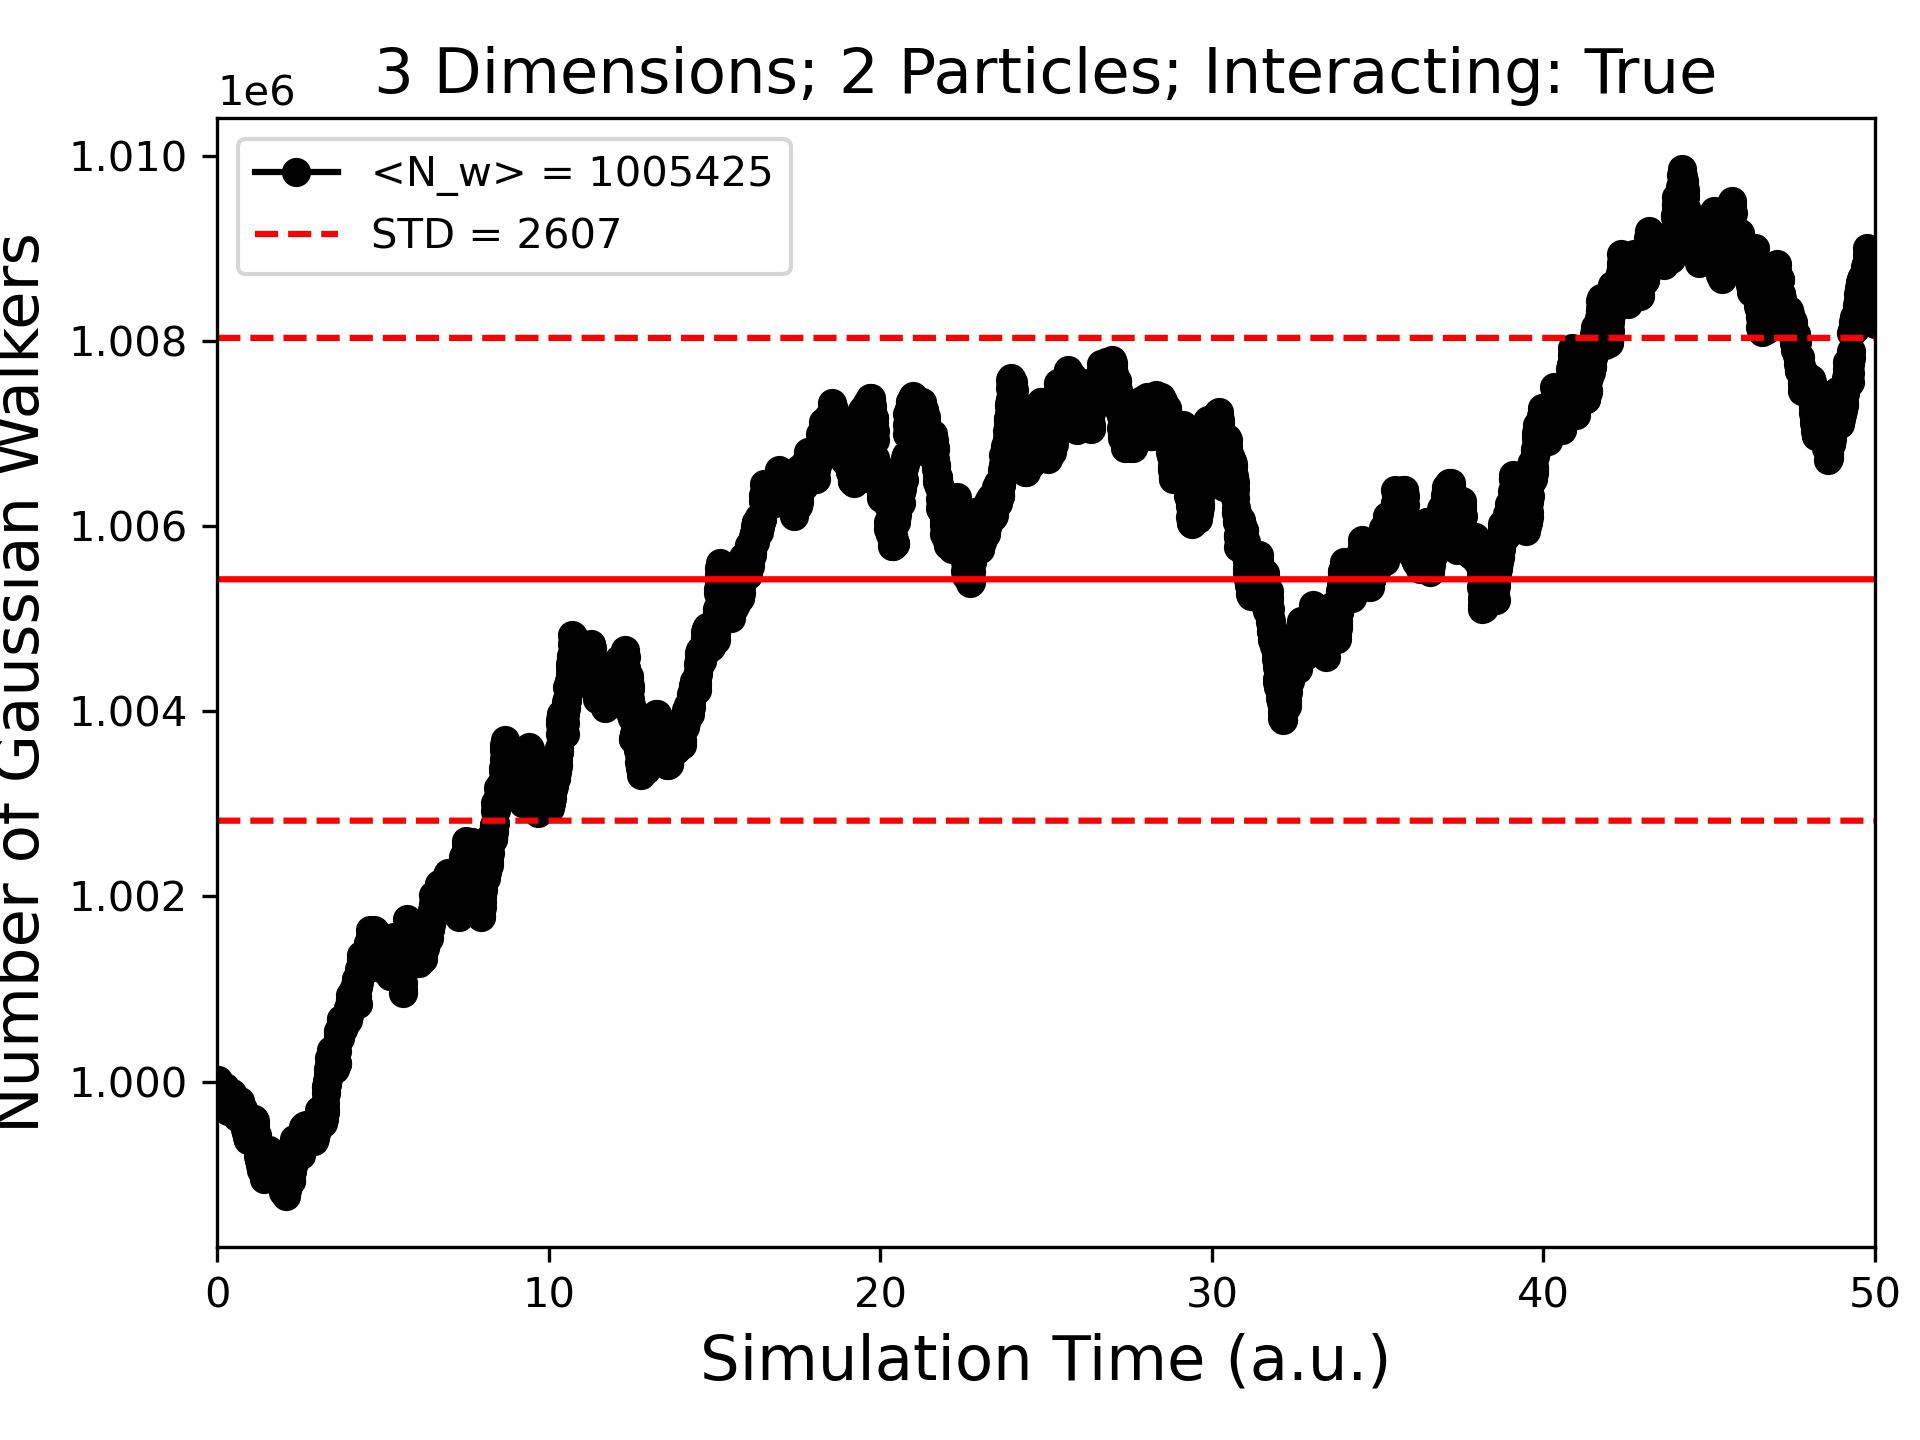 3 Dimensions; 2 Particles; Interacting: True
1e6
<N_w> = 1005425
STD = 2607
Number of Gaussian Walkers
1.010
1.008
1.006
1.004
1.002
1.000
0 10 20 30 40 50
Simulation Time (a.u.)